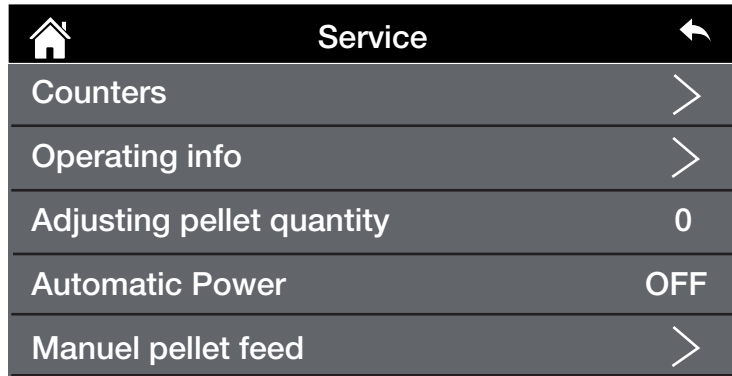 Service
Counters
Operating info
Adjusting pellet quantity 0
Automatic Power OFF
Manuel pellet feed